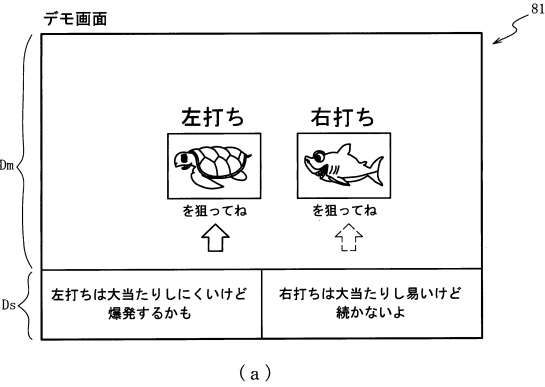 デモ画面
81
左打ち
右打ち
Dm
を狙ってね
を狙ってね
Ds
左打ちは大当たりしにくいけど
爆発するかも
右打ちは大当たりし易いけど
続かないよ
(a)